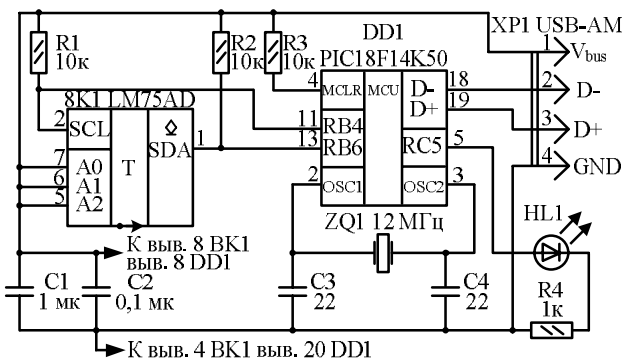 DD1
XP1 USB-AM
R1
10к
R2
10к
R3
10к
PIC18F14K50
1
Vbus
4
MCLR
MCU
D-
18
2
D-
D+
19
3
D+
8K1 LM75AD
2
SCL
SDA
1
11
RB4
RC5
5
4
GND
13
RB6
7
A0
T
6
A1
5
A2
2
OSC1
OSC2
3
ZQ1 12 МГц
HL1
К выв. 8 BK1
выв. 8 DD1
C1
1 мк
C2
0,1 мк
C3
22
C4
22
R4
1к
К выв. 4 BK1 выв. 20 DD1